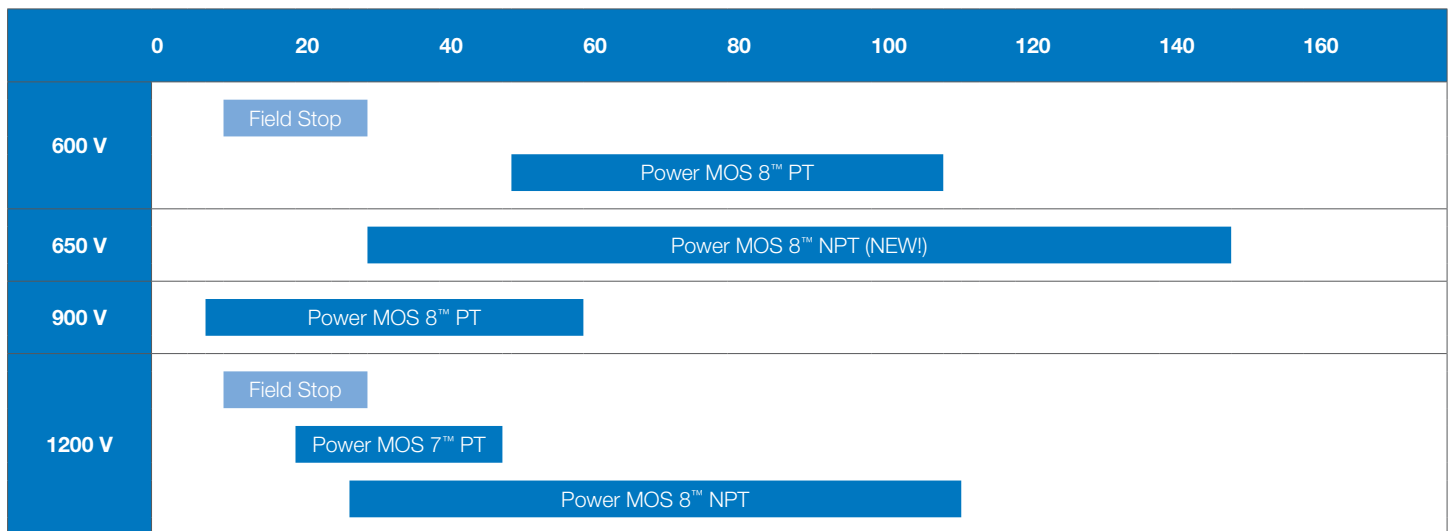 0 20 40 60 80 100 120 140 160
600 V
Field Stop
Power MOS 8™ PT
650 V
Power MOS 8™ NPT (NEW!)
900 V
Power MOS 8™ PT
1200 V
Field Stop
Power MOS 7™ PT
Power MOS 8™ NPT